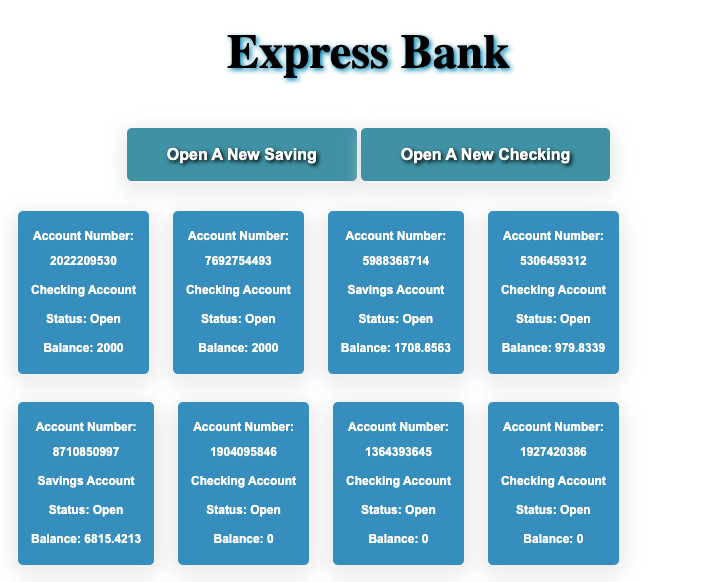 Express Bank
Open A New Saving
Open A New Checking
Account Number:
2022209530
Checking Account
Status: Open
Balance: 2000
Account Number:
7692754493
Checking Account
Status: Open
Balance: 2000
Account Number:
5988368714
Savings Account
Status: Open
Balance: 1708.8563
Account Number:
5306459312
Checking Account
Status: Open
Balance: 979.8339
Account Number:
8710850997
Savings Account
Status: Open
Balance: 6815.4213
Account Number:
1904095846
Checking Account
Status: Open
Balance: 0
Account Number:
1364393645
Checking Account
Status: Open
Balance: 0
Account Number:
1927420386
Checking Account
Status: Open
Balance: 0